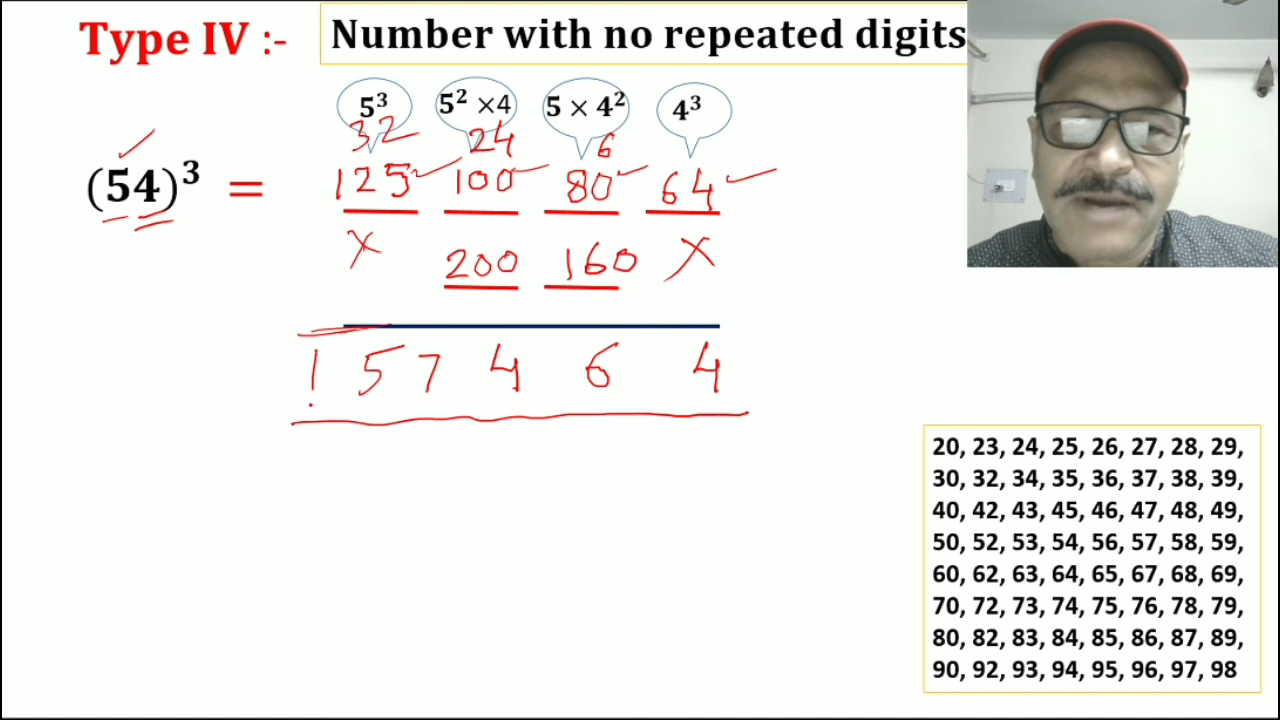 Type IV :- Number with no repeated digits
5³ 5² ×4 5 × 4² 4³
32 24 6
(54)³ = 125 100 80 64
X 200 160 X
1 5 7 4 6 4
20, 23, 24, 25, 26, 27, 28, 29,
30, 32, 34, 35, 36, 37, 38, 39,
40, 42, 43, 45, 46, 47, 48, 49,
50, 52, 53, 54, 56, 57, 58, 59,
60, 62, 63, 64, 65, 67, 68, 69,
70, 72, 73, 74, 75, 76, 78, 79,
80, 82, 83, 84, 85, 86, 87, 89,
90, 92, 93, 94, 95, 96, 97, 98